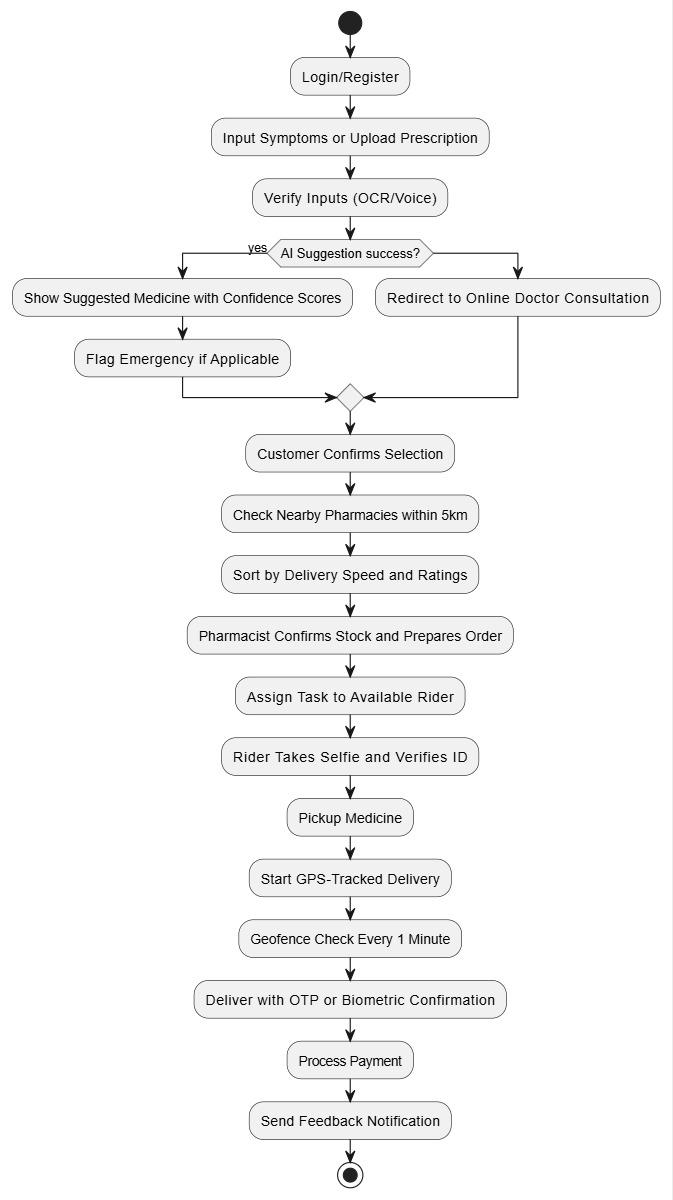 Login/Register
Input Symptoms or Upload Prescription
Verify Inputs (OCR/Voice)
yes
AI Suggestion success?
Show Suggested Medicine with Confidence Scores
Redirect to Online Doctor Consultation
Flag Emergency if Applicable
Customer Confirms Selection
Check Nearby Pharmacies within 5km
Sort by Delivery Speed and Ratings
Pharmacist Confirms Stock and Prepares Order
Assign Task to Available Rider
Rider Takes Selfie and Verifies ID
Pickup Medicine
Start GPS-Tracked Delivery
Geofence Check Every 1 Minute
Deliver with OTP or Biometric Confirmation
Process Payment
Send Feedback Notification